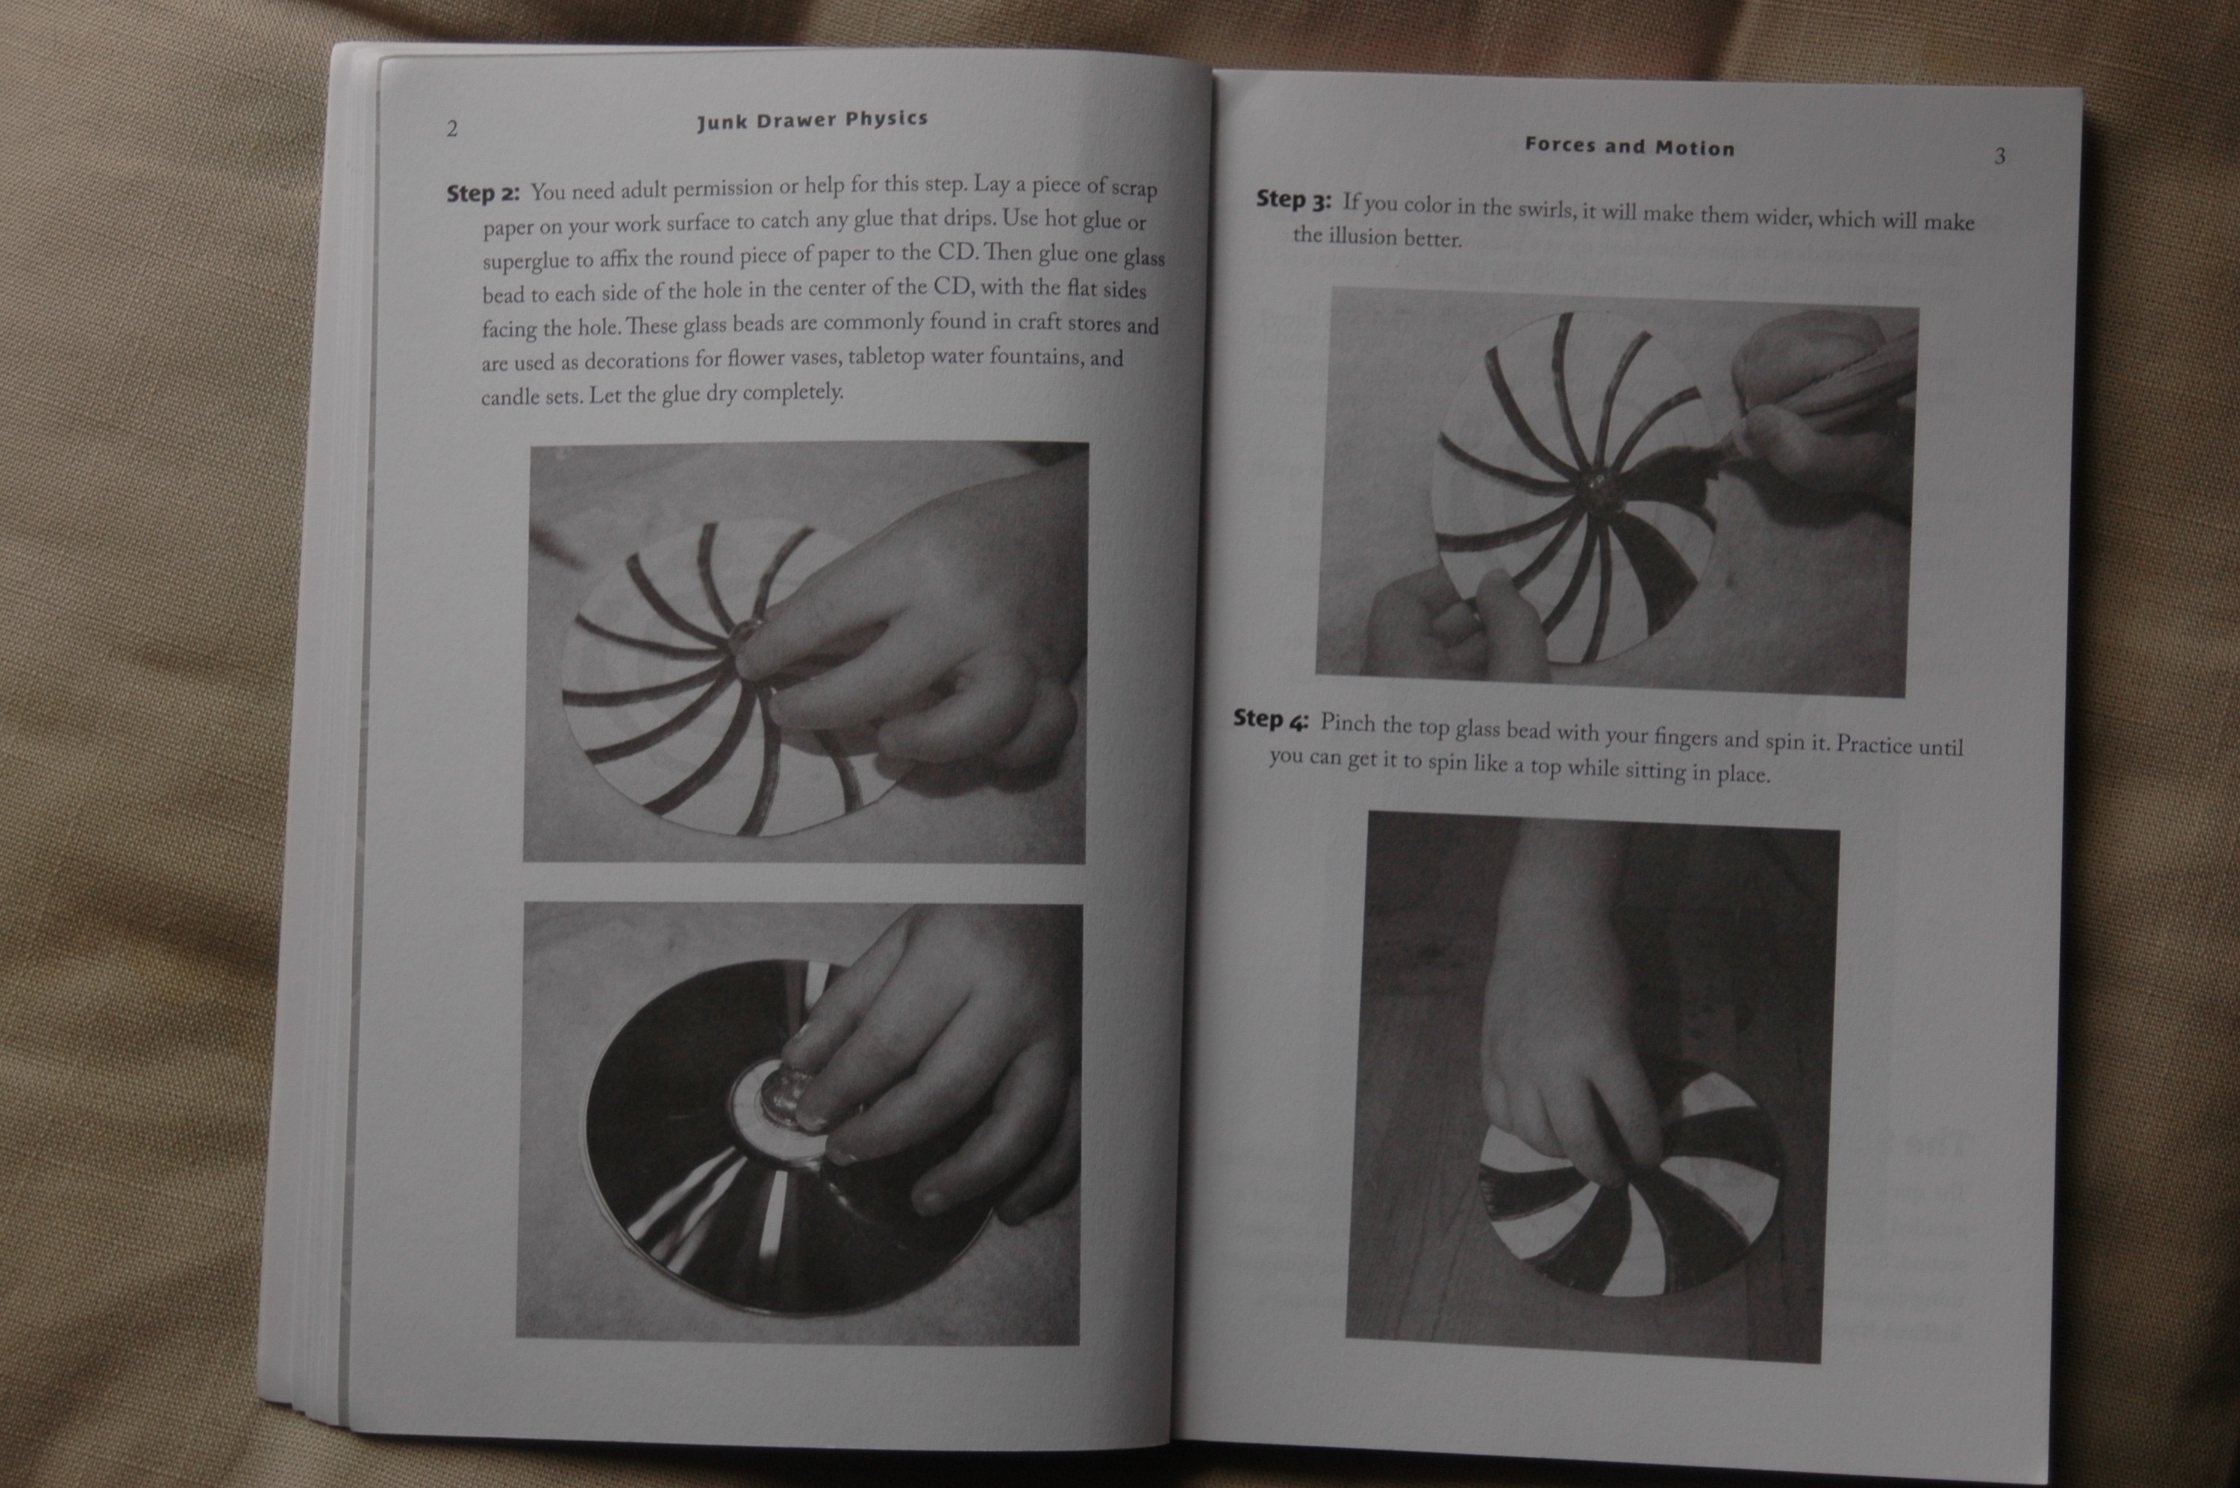 2
Junk Drawer Physics
Step 2: You need adult permission or help for this step. Lay a piece of scrap
paper on your work surface to catch any glue that drips. Use hot glue or
superglue to affix the round piece of paper to the CD. Then glue one glass
bead to each side of the hole in the center of the CD, with the flat sides
facing the hole. These glass beads are commonly found in craft stores and
are used as decorations for flower vases, tabletop water fountains, and
candle sets. Let the glue dry completely.
Forces and Motion
3
Step 3: If you color in the swirls, it will make them wider, which will make
the illusion better.
Step 4: Pinch the top glass bead with your fingers and spin it. Practice until
you can get it to spin like a top while sitting in place.